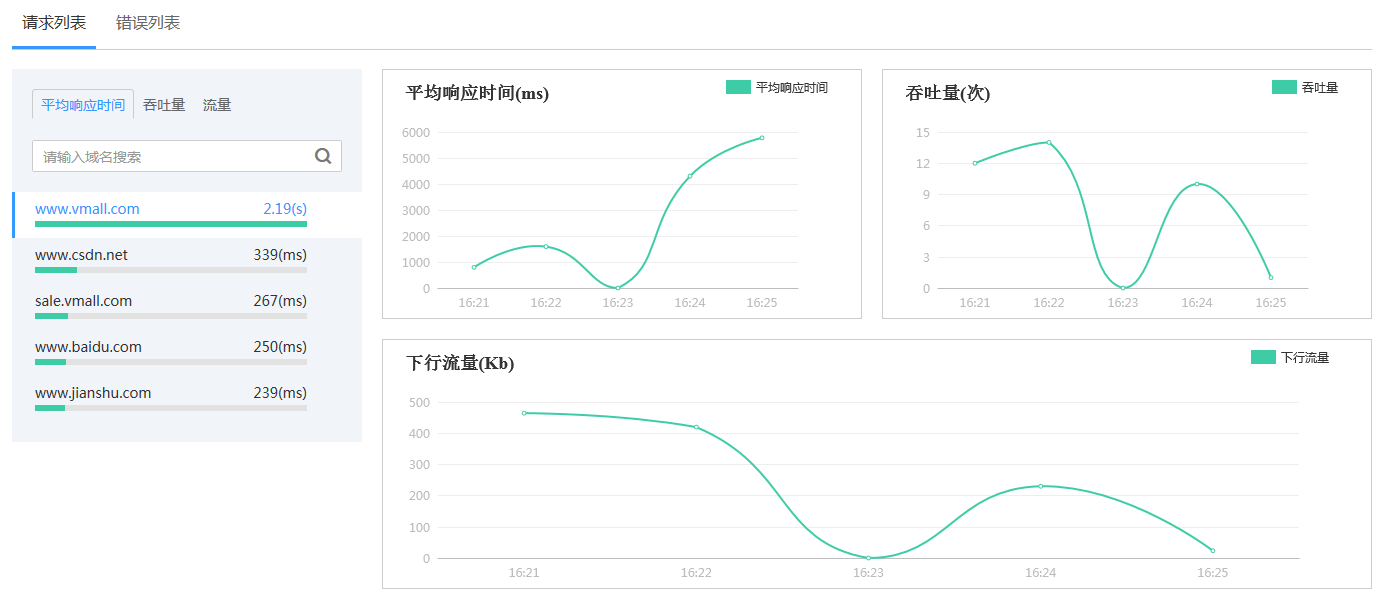 请求列表 错误列表
平均响应时间 吞吐量 流量
请输入域名搜索
www.vmall.com 2.19(s)
www.csdn.net 339(ms)
sale.vmall.com 267(ms)
www.baidu.com 250(ms)
www.jianshu.com 239(ms)
平均响应时间(ms)
平均响应时间
6000
5000
4000
3000
2000
1000
0
16:21 16:22 16:23 16:24 16:25
吞吐量(次)
吞吐量
15
12
9
6
3
0
16:21 16:22 16:23 16:24 16:25
下行流量(Kb)
下行流量
500
400
300
200
100
0
16:21 16:22 16:23 16:24 16:25